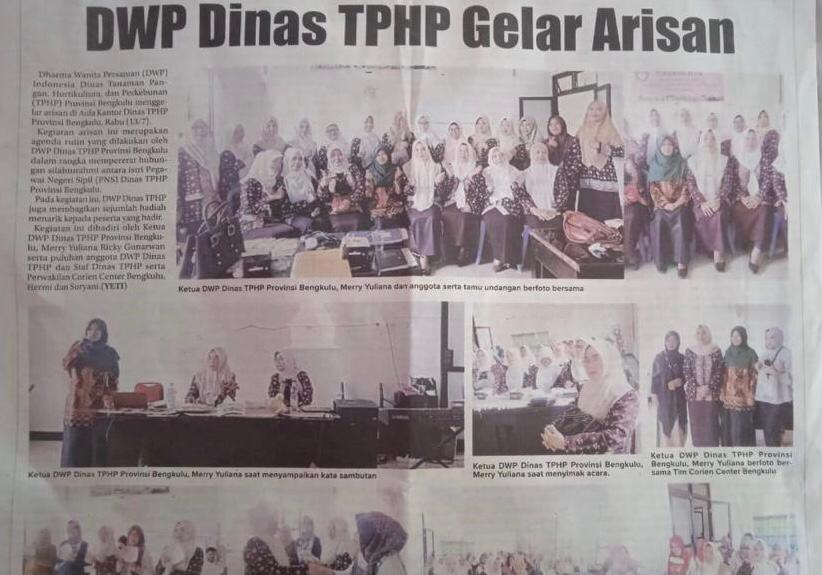 DWP Dinas TPHP Gelar Arisan
Dharma Wanita Persatuan (DWP)
Indonesia Dinas Tanaman Pan-
gan, Hortikultura, dan Perkebunan
(TPHP) Provinsi Bengkulu mengge-
lar arisan di Aula Kantor Dinas TPHP
Provinsi Bengkulu, Rabu (13/7).
Kegiatan arisan ini merupakan
agenda rutin yang dilakukan oleh
DWP Dinas TPHP Provinsi Bengkulu
dalam rangka mempererat hubun-
gan silahturahmi antara istri Pega-
wai Negeri Sipil (PNS) Dinas TPHP
Provinsi Bengkulu.
Pada kegiatan ini, DWP Dinas TPHP
juga membagikan sejumlah hadiah
menarik kepada peserta yang hadir.
Kegiatan ini dihadiri oleh Ketua
DWP Dinas TPHP Provinsi Bengku-
lu, Merry Yuliana Ricky Gunarwan
serta puluhan anggota DWP Dinas
TPHP dan Staf Dinas TPHP serta
Perwakilan Corien Center Bengkulu,
Hermi dan Suryani.(YETI)
Ketua DWP Dinas TPHP Provinsi Bengkulu, Merry Yuliana dan anggota serta tamu undangan berfoto bersama
Ketua DWP Dinas TPHP Provinsi Bengkulu, Merry Yuliana saat menyampaikan kata sambutan
Ketua DWP Dinas TPHP Provinsi Bengkulu,
Merry Yuliana saat menyimak acara.
Ketua DWP Dinas TPHP Provinsi
Bengkulu, Merry Yuliana berfoto ber-
sama Tim Corien Center Bengkulu